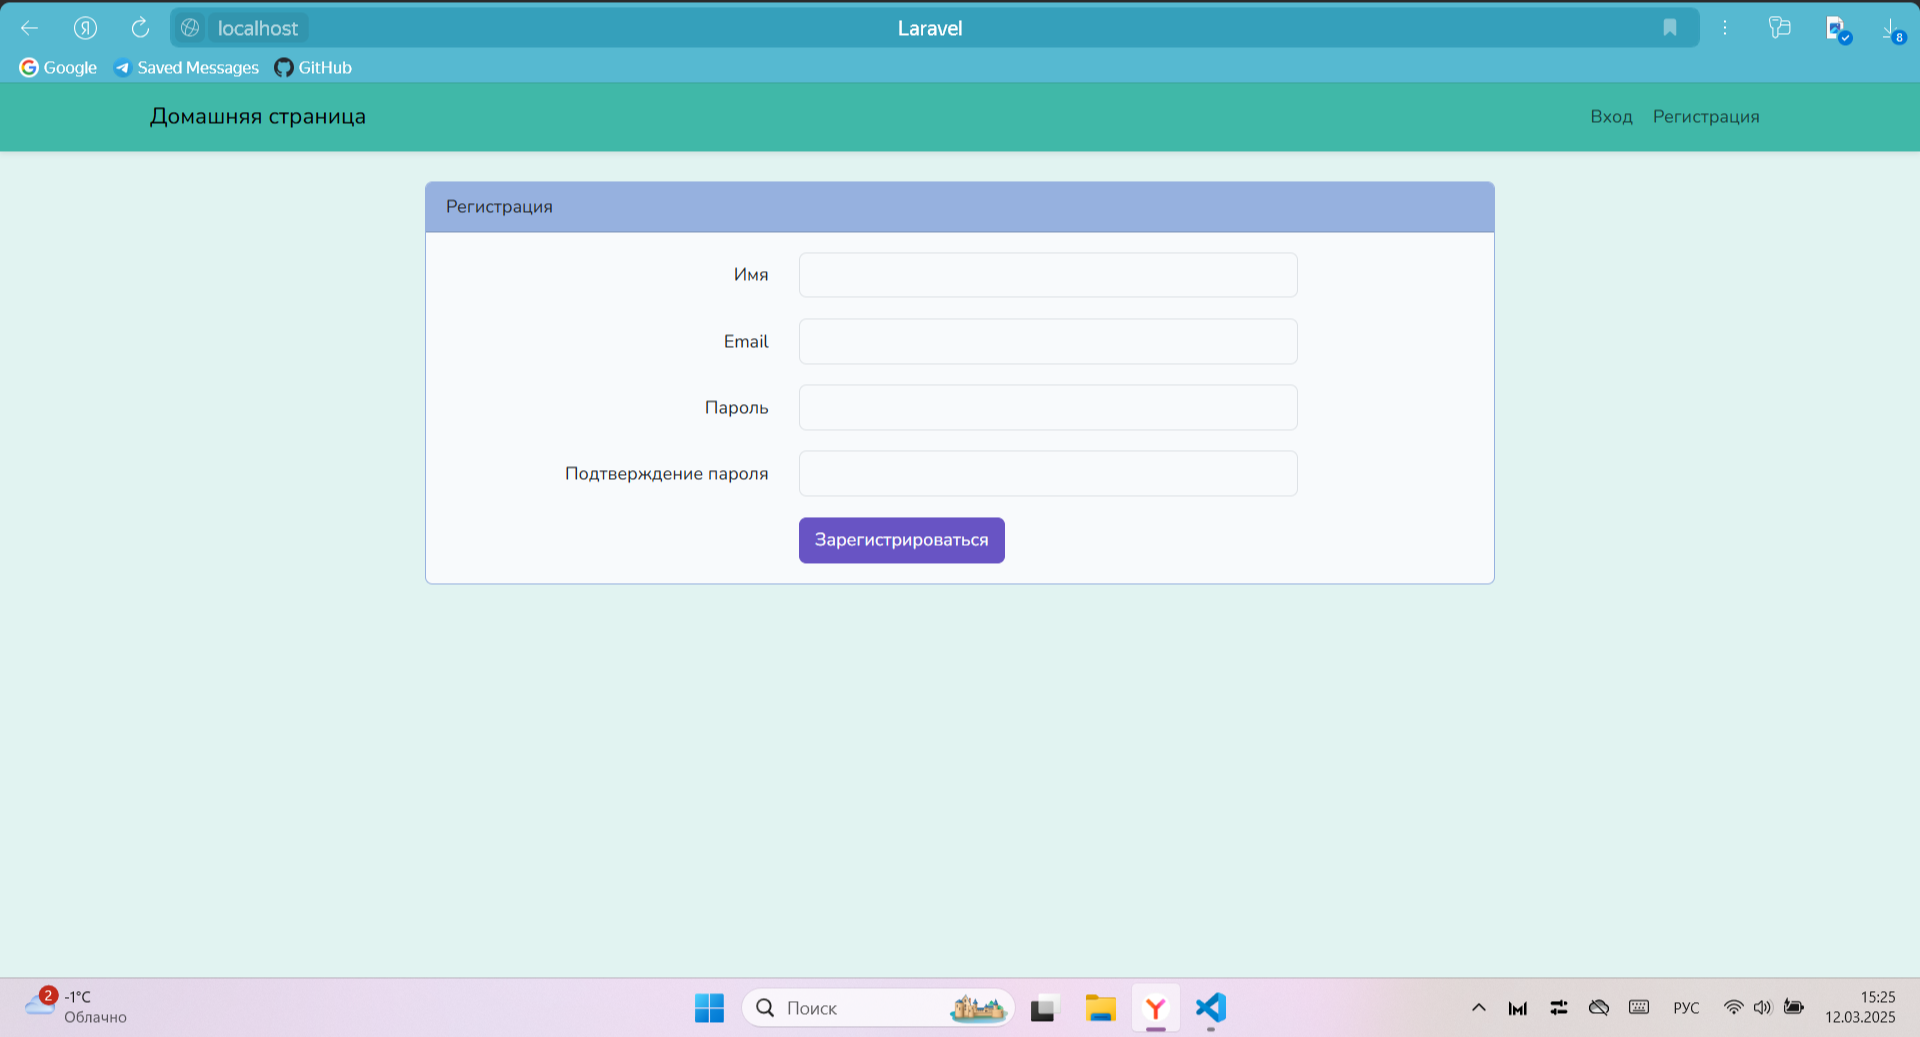 localhost
Laravel
8
Google
Saved Messages
GitHub
Домашняя страница
Вход
Регистрация
Регистрация
Имя
Email
Пароль
Подтверждение пароля
Зарегистрироваться
2
-1°C
Облачно
Поиск
РУС
15:25
12.03.2025